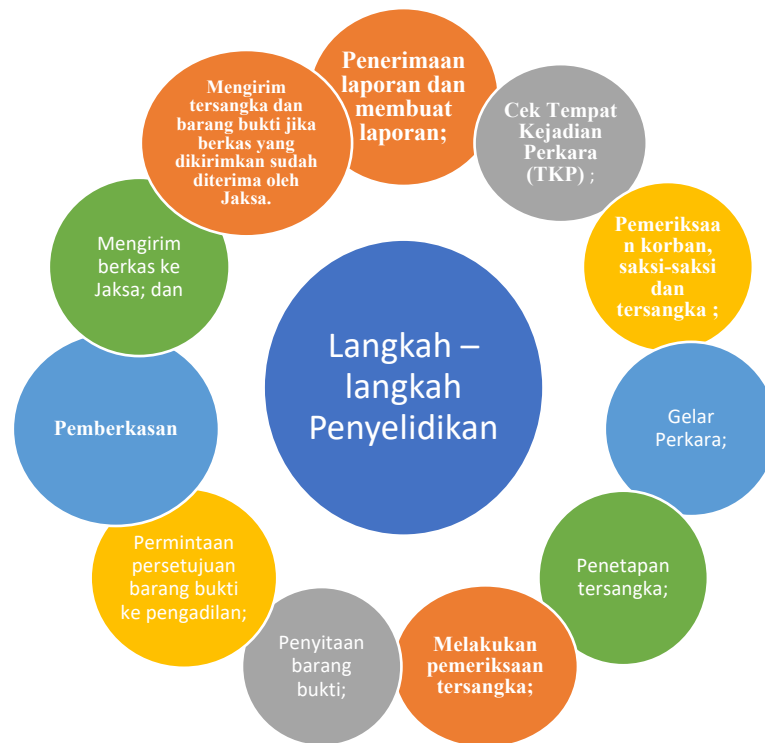 Penerimaan
laporan dan
membuat
laporan;
Cek Tempat
Kejadian
Perkara
(TKP) ;
Pemeriksaa
n korban,
saksi-saksi
dan
tersangka ;
Gelar
Perkara;
Penetapan
tersangka;
Melakukan
pemeriksaan
tersangka;
Penyitaan
barang
bukti;
Permintaan
persetujuan
barang bukti
ke pengadilan;
Pemberkasan
Mengirim
berkas ke
Jaksa; dan
Mengirim
tersangka dan
barang bukti jika
berkas yang
dikirimkan sudah
diterima oleh
Jaksa.
Langkah –
langkah
Penyelidikan